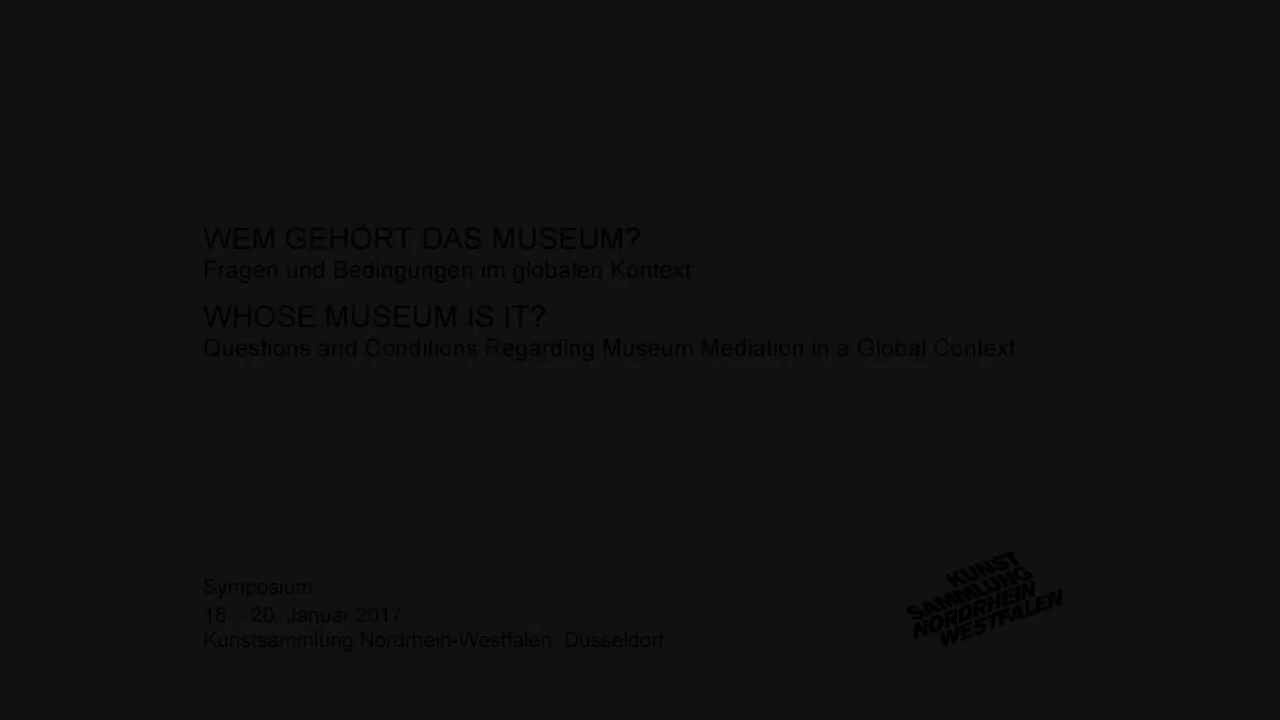 WEM GEHÖRT DAS MUSEUM?
Fragen und Bedingungen im globalen Kontext
WHOSE MUSEUM IS IT?
Questions and Conditions Regarding Museum Mediation in a Global Context
Symposium
18. - 20. Januar 2017
Kunstsammlung Nordrhein-Westfalen, Düsseldorf
KUNST
SAMMLUNG
NORDRHEIN
WESTFALEN